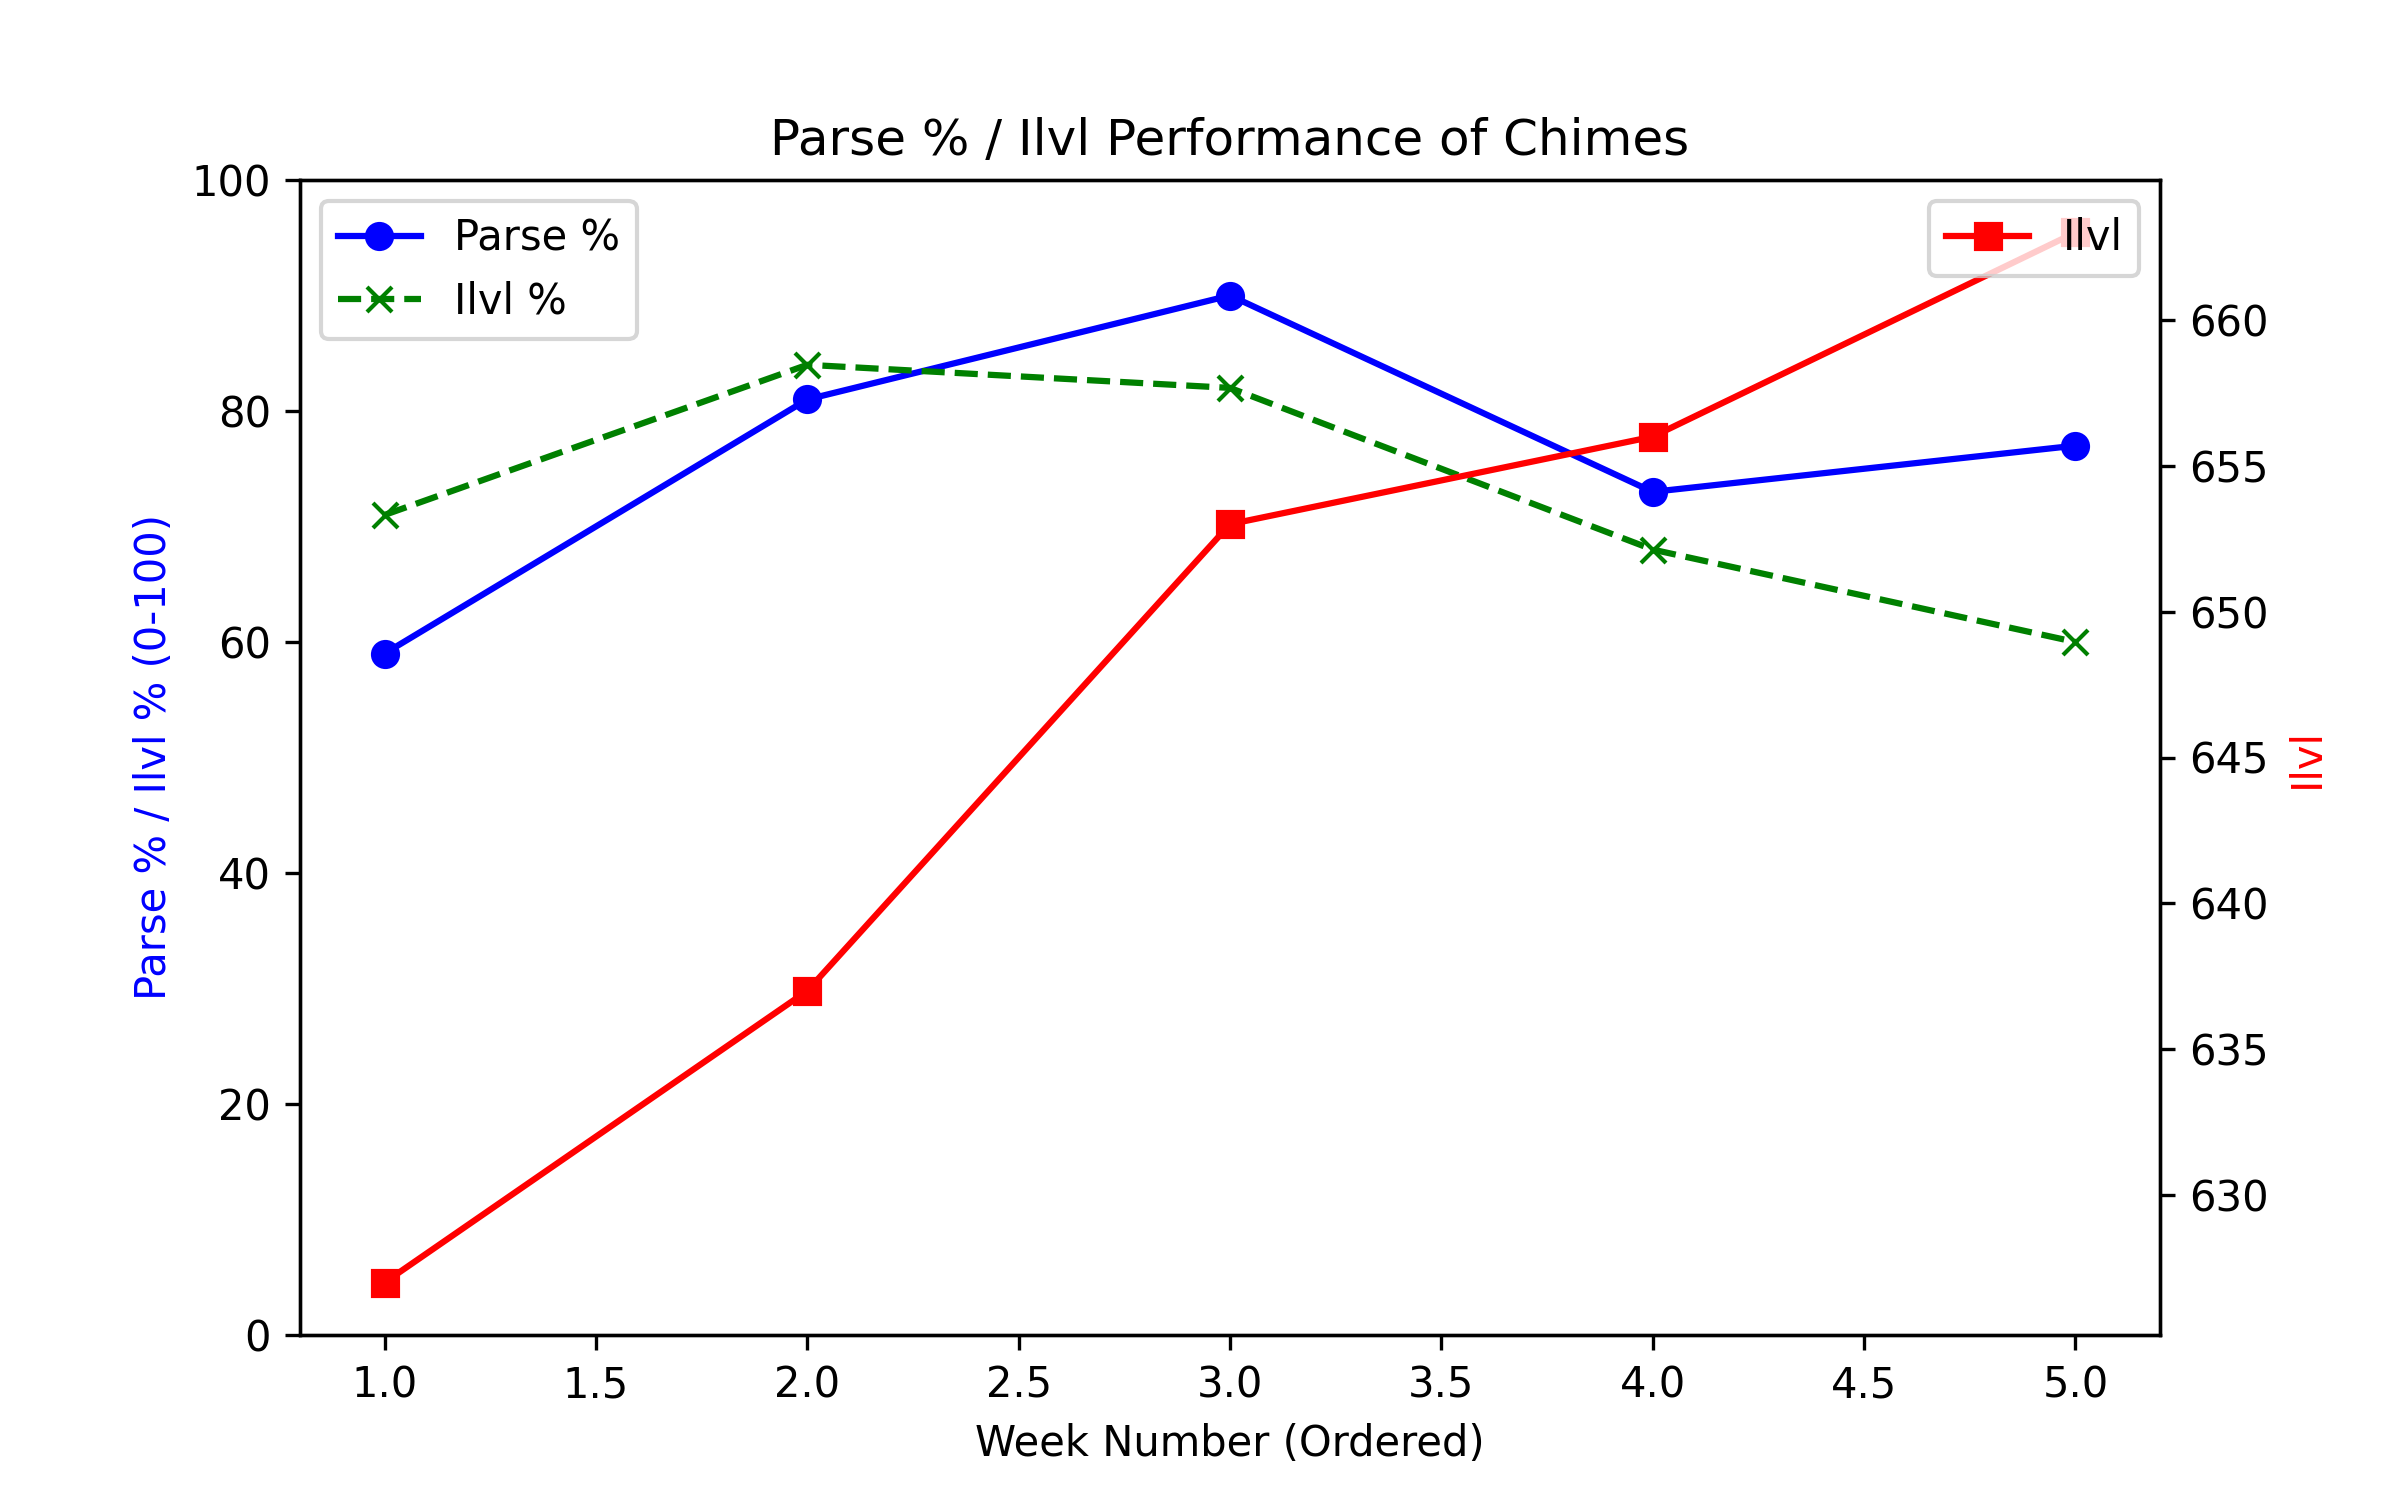 Parse % / Ilvl Performance of Chimes
Parse %
Ilvl %
Ilvl
100
80
60
40
20
0
Parse % / Ilvl % (0-100)
660
655
650
645
640
635
630
Ilvl
1.0 1.5 2.0 2.5 3.0 3.5 4.0 4.5 5.0
Week Number (Ordered)